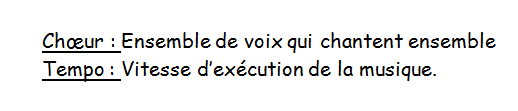 Chœur : Ensemble de voix qui chantent ensemble
Tempo : Vitesse d’exécution de la musique.